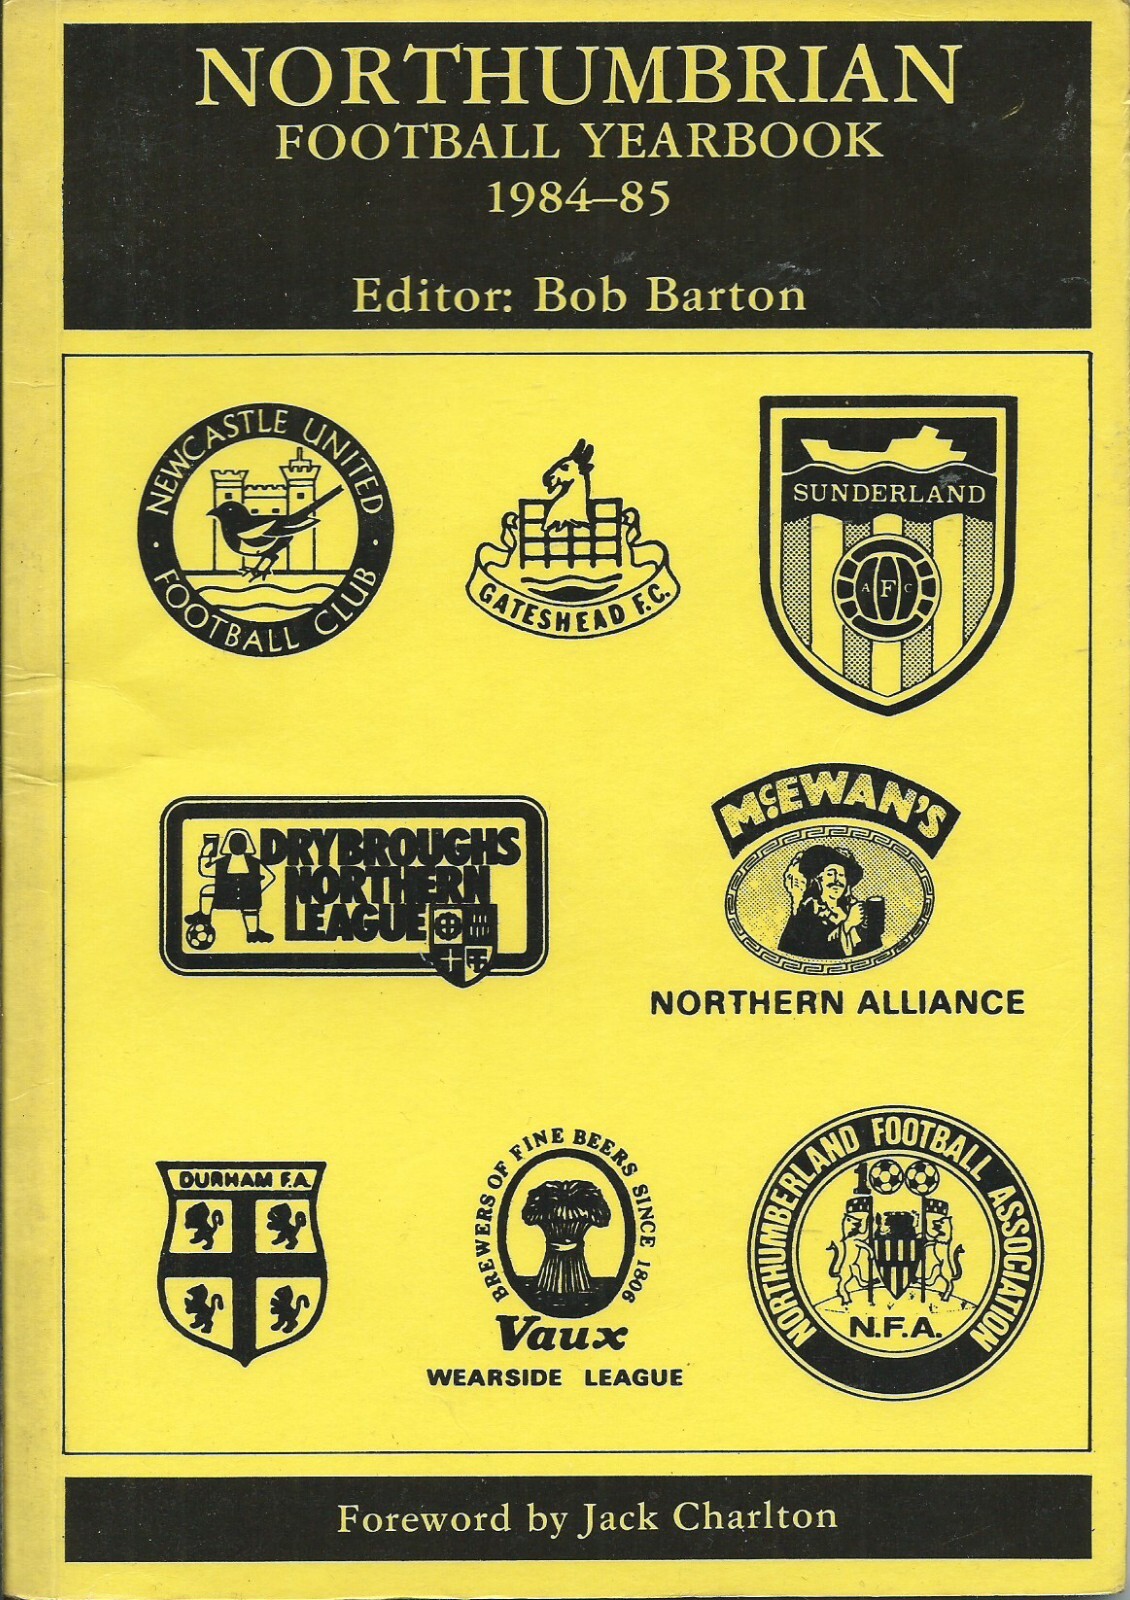 NORTHUMBRIAN
FOOTBALL YEARBOOK
1984–85
Editor: Bob Barton
NEWCASTLE UNITED
FOOTBALL CLUB
GATESHEAD F.C.
SUNDERLAND
A F C
DRYBROUGHS
NORTHERN
LEAGUE
McEWAN'S
NORTHERN ALLIANCE
DURHAM F.A.
BREWERS OF FINE BEERS SINCE 1806
Vaux
WEARSIDE LEAGUE
NORTHUMBERLAND FOOTBALL ASSOCIATION
100
N.F.A.
Foreword by Jack Charlton